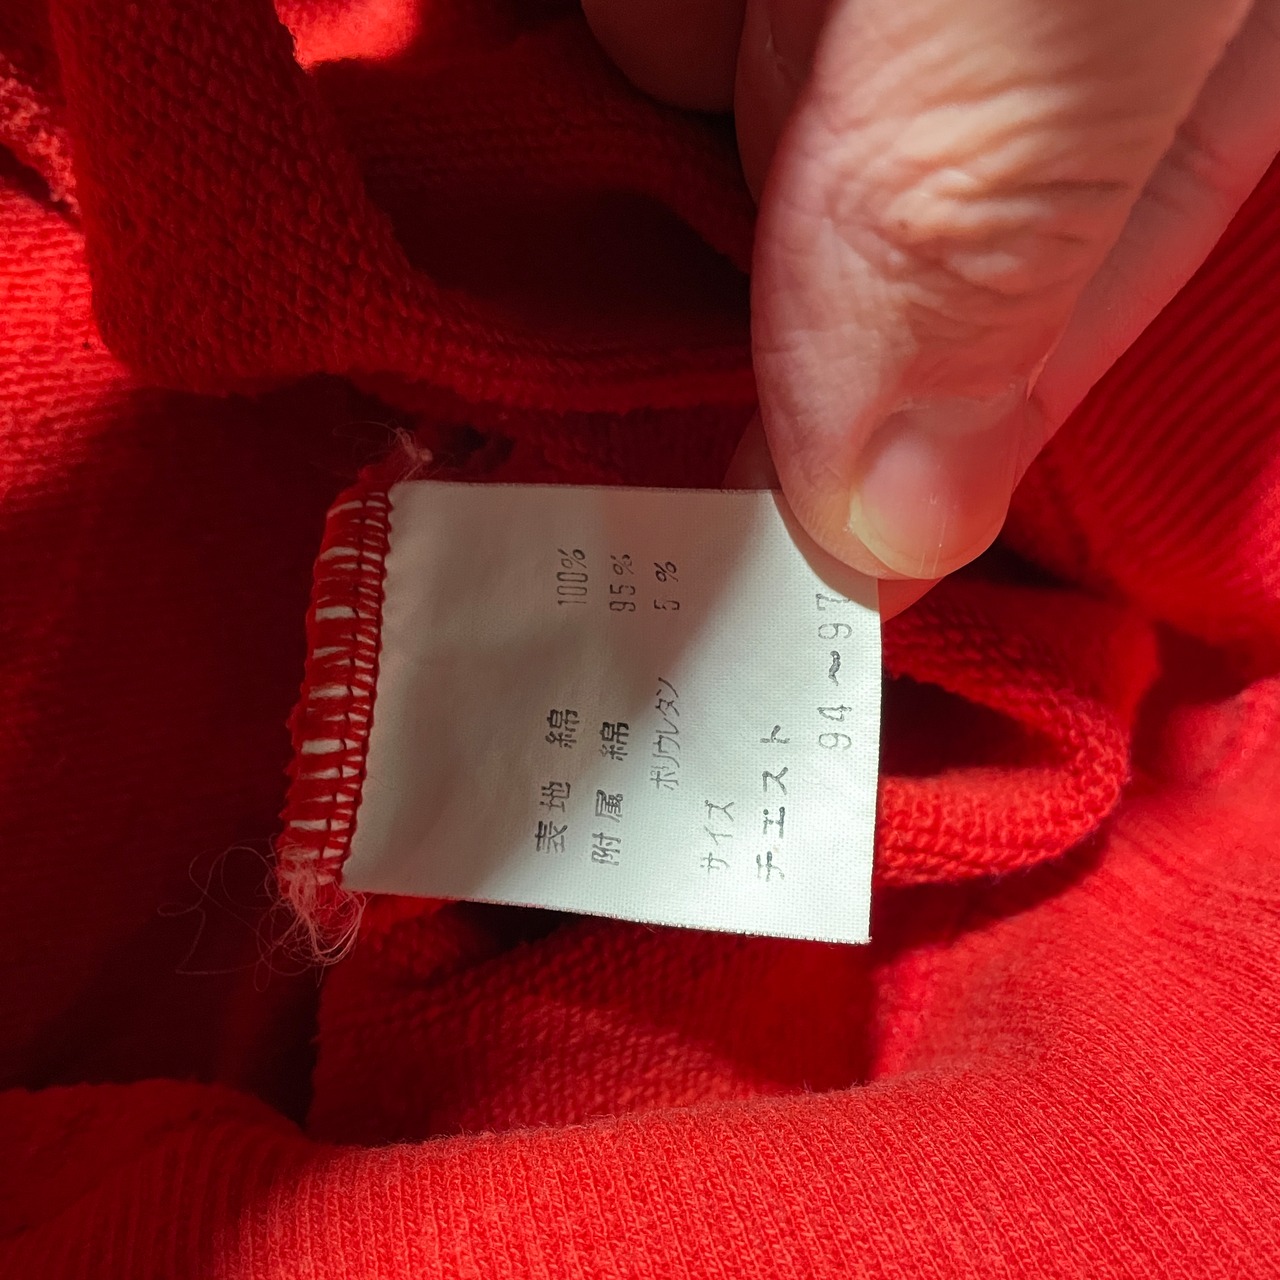 表地 綿 100%
附属 綿 95%
ポリウレタン 5%
サイズ
チエスト
94~97